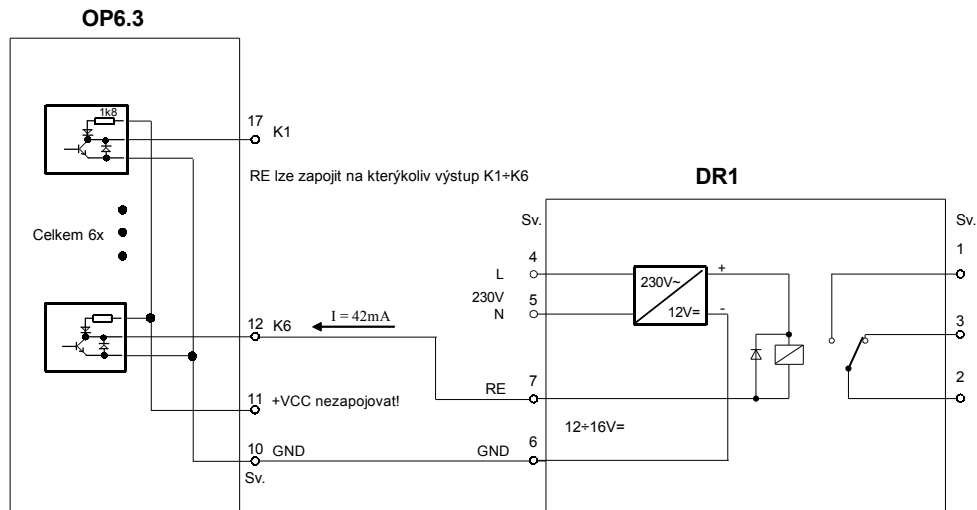 OP6.3
1k8
17
K1
RE lze zapojit na kterýkoliv výstup K1÷K6
DR1
Celkem 6x
Sv.
Sv.
4
1
L
230V~
+
230V
5
12V=
-
N
12
K6
I = 42mA
3
7
2
RE
11
+VCC nezapojovat!
12÷16V=
10
GND
GND
6
Sv.